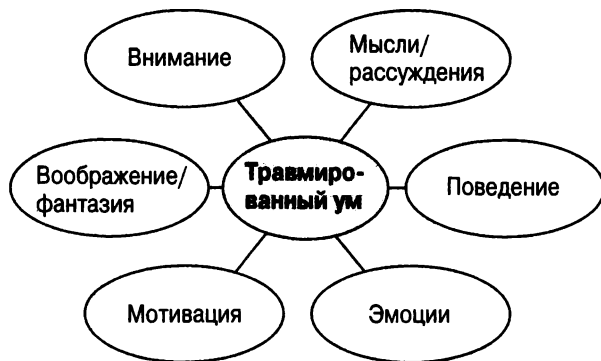 Внимание
Мысли/
рассуждения
Воображение/
фантазия
Травмиро-
ванный ум
Поведение
Мотивация
Эмоции